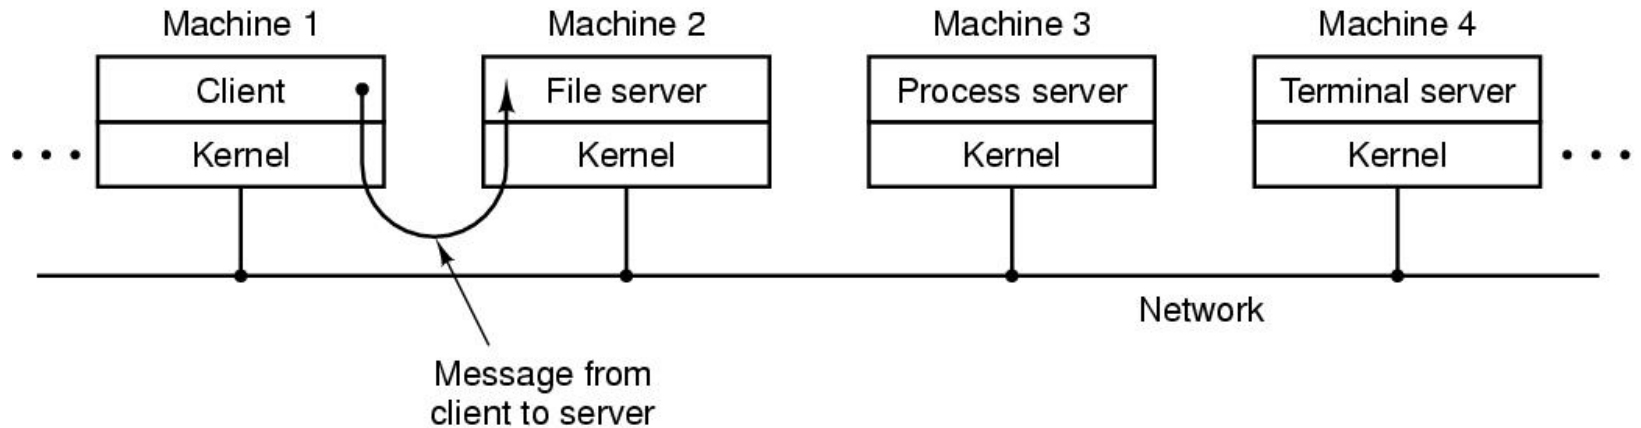 Machine 1
Machine 2
Machine 3
Machine 4
Client
File server
Process server
Terminal server
Kernel
Kernel
Kernel
Kernel
Network
Message from
client to server